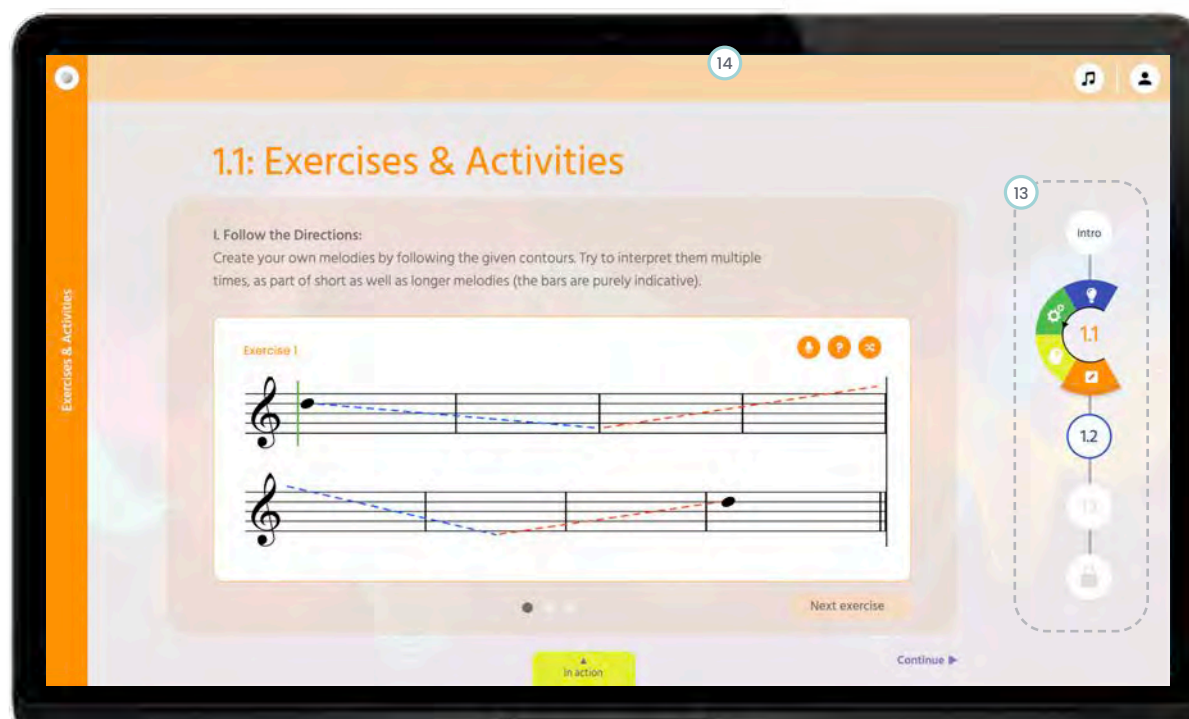 14
1.1: Exercises & Activities
13
I. Follow the Directions:
Create your own melodies by following the given contours. Try to interpret them multiple
times, as part of short as well as longer melodies (the bars are purely indicative).
Intro
Exercise 1
?
1.1
Exercises & Activities
1.2
1.3
Next exercise
Continue
In action